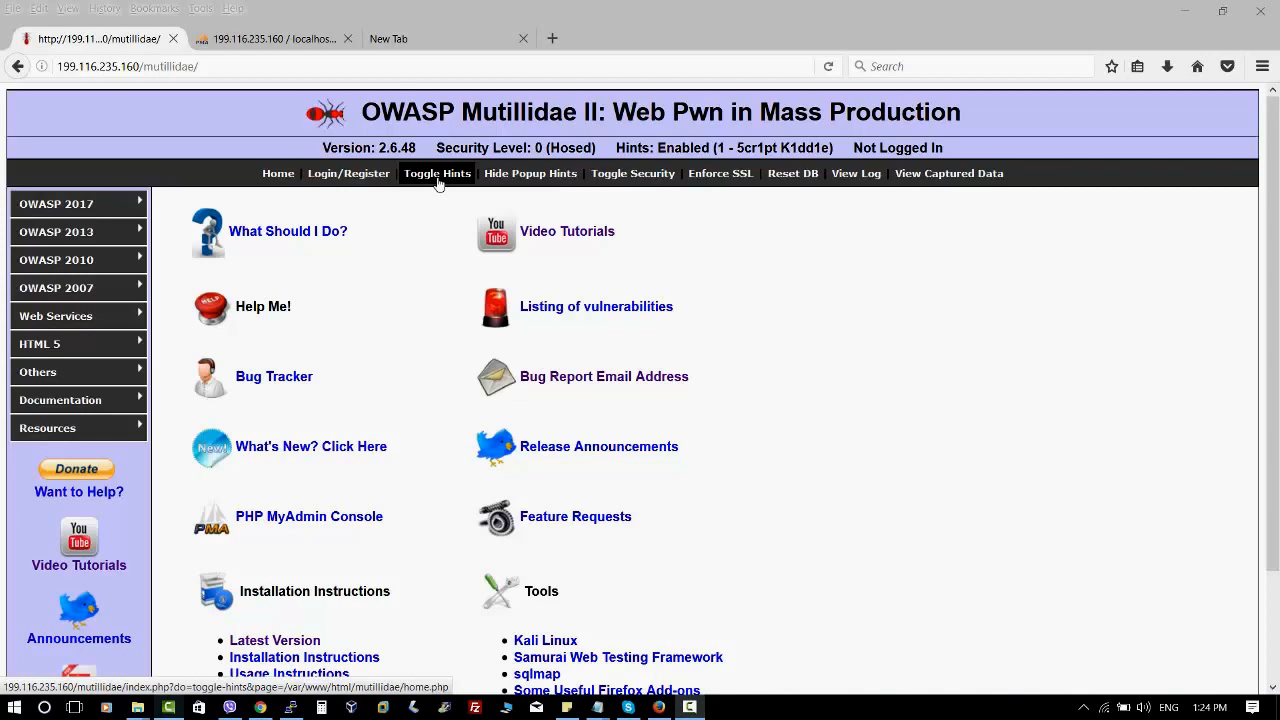 File Edit View History Bookmarks Tools Help
http://199.11...0/mutillidae/ 199.116.235.160 / localhos... New Tab
199.116.235.160/mutillidae/ Search
OWASP Mutillidae II: Web Pwn in Mass Production
Version: 2.6.48 Security Level: 0 (Hosed) Hints: Enabled (1 - 5cr1pt K1dd1e) Not Logged In
Home | Login/Register | Toggle Hints | Hide Popup Hints | Toggle Security | Enforce SSL | Reset DB | View Log | View Captured Data
OWASP 2017
OWASP 2013
OWASP 2010
OWASP 2007
Web Services
HTML 5
Others
Documentation
Resources
Donate
Want to Help?
You Tube
Video Tutorials
Announcements
What Should I Do?
You Tube
Video Tutorials
HELP
Help Me!
Listing of vulnerabilities
Bug Tracker
Bug Report Email Address
New!
What's New? Click Here
Release Announcements
PMA
PHP MyAdmin Console
Feature Requests
Installation Instructions
Tools
Latest Version
Installation Instructions
Usage Instructions
Kali Linux
Samurai Web Testing Framework
sqlmap
Some Useful Firefox Add-ons
199.116.235.160/mutillidae/index.php?do=toggle-hints&page=/var/www/html/mutillidae/home.php
ENG 1:24 PM